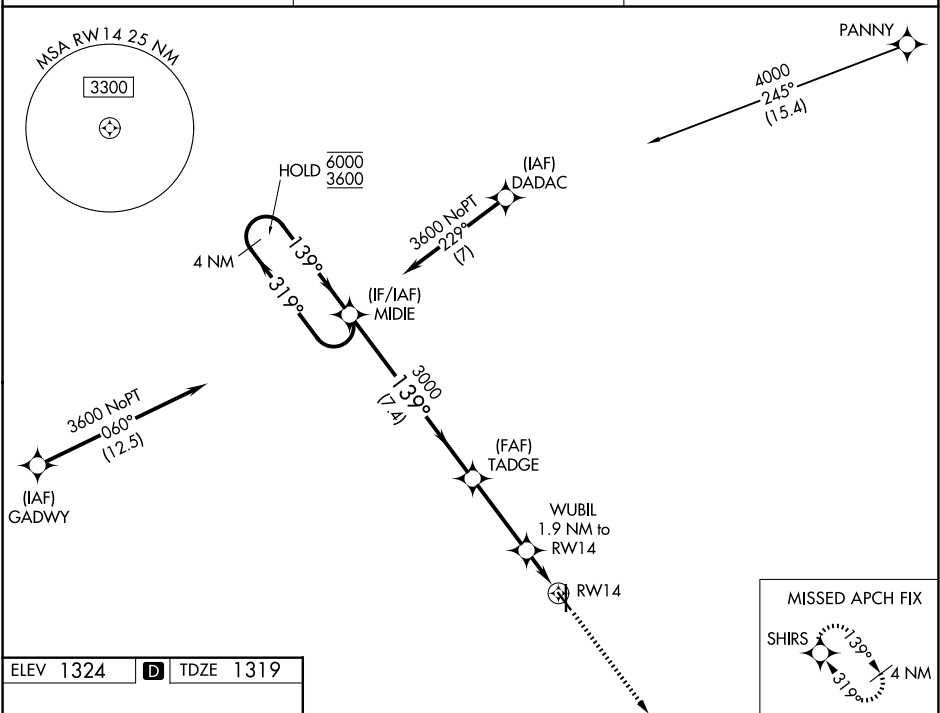 MSA RW14 25 NM
3300
PANNY
4000
245°
(15.4)
HOLD 6000
3600
(IAF)
DADAC
3600 NoPT
229°
(7)
4 NM
139°
319°
(IF/IAF)
MIDIE
3000
139°
(7.4)
3600 NoPT
060°
(12.5)
(IAF)
GADWY
(FAF)
TADGE
WUBIL
1.9 NM to
RW14
RW14
MISSED APCH FIX
SHIRS
139°
319°
4 NM
ELEV 1324 D TDZE 1319